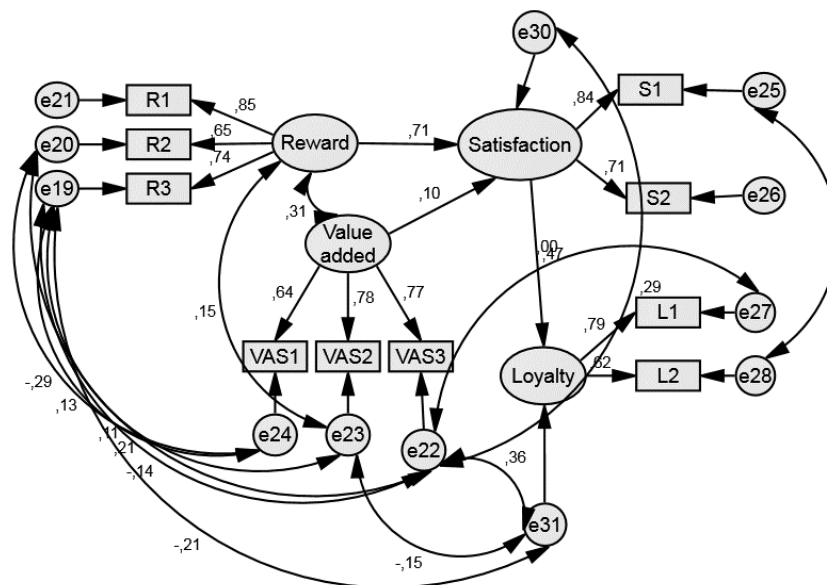 e30
e21
R1
,85
S1
e25
,84
e20
R2
,65
Reward
,71
Satisfaction
e19
R3
,74
,71
S2
e26
,31
,10
Value
added
,00
,47
,64
,78
,77
,29
L1
e27
,15
,79
VAS1
VAS2
VAS3
Loyalty
,62
L2
e28
-,29
,13
,11
,21
-,14
e24
e23
e22
,36
e31
-,21
-,15